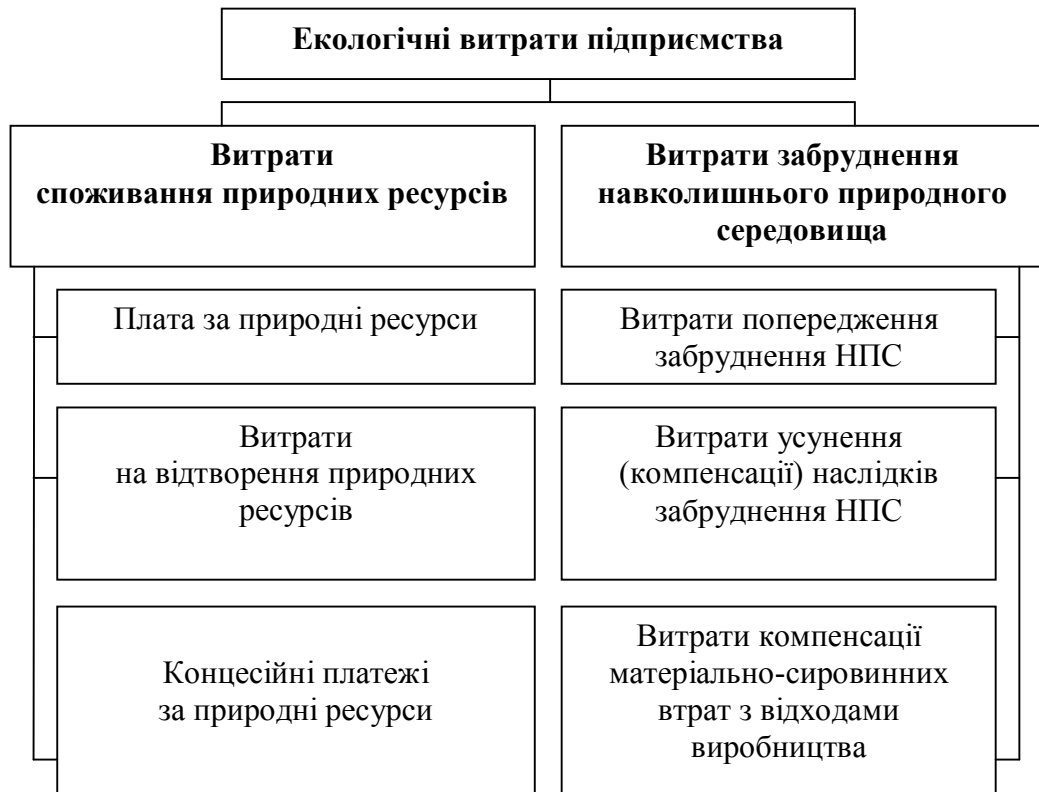 Екологічні витрати підприємства
Витрати
споживання природних ресурсів
Витрати забруднення
навколишнього природного
середовища
Плата за природні ресурси
Витрати попередження
забруднення НПС
Витрати
на відтворення природних
ресурсів
Витрати усунення
(компенсації) наслідків
забруднення НПС
Концесійні платежі
за природні ресурси
Витрати компенсації
матеріально-сировинних
втрат з відходами
виробництва